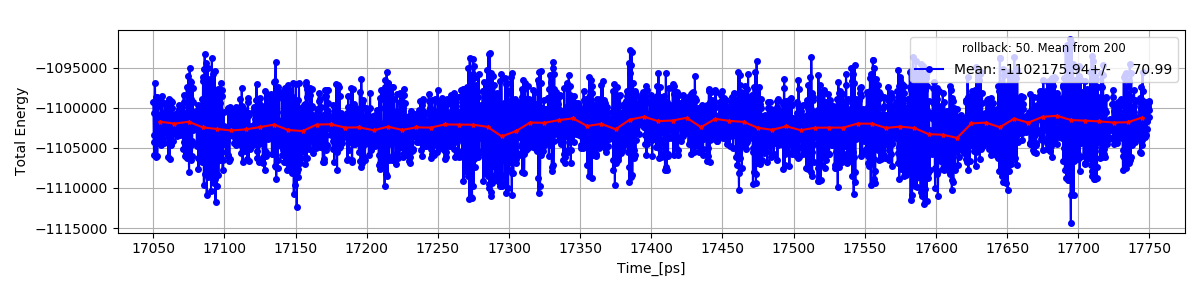 rollback: 50. Mean from 200
Mean: -1102175.94+/- 70.99
Total Energy
−1095000
−1100000
−1105000
−1110000
−1115000
17050 17100 17150 17200 17250 17300 17350 17400 17450 17500 17550 17600 17650 17700 17750
Time_[ps]